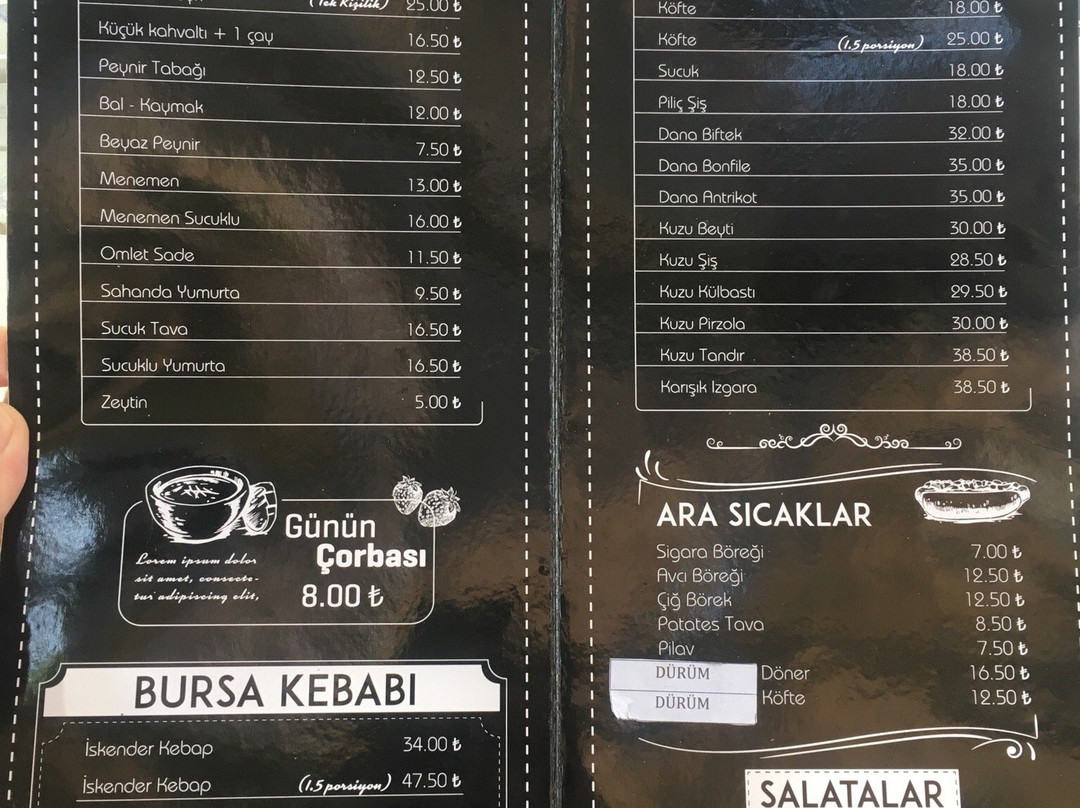 (Tek Kişilik) 25.00 ₺
Küçük kahvaltı + 1 çay 16.50 ₺
Peynir Tabağı 12.50 ₺
Bal - Kaymak 12.00 ₺
Beyaz Peynir 7.50 ₺
Menemen 13.00 ₺
Menemen Sucuklu 16.00 ₺
Omlet Sade 11.50 ₺
Sahanda Yumurta 9.50 ₺
Sucuk Tava 16.50 ₺
Sucuklu Yumurta 16.50 ₺
Zeytin 5.00 ₺
Günün
Çorbası
8.00 ₺
Lorem ipsum dolor
sit amet, consecte-
tur adipiscing elit,
BURSA KEBABI
İskender Kebap 34.00 ₺
İskender Kebap (1.5 porsiyon) 47.50 ₺
Köfte 18.00 ₺
Köfte (1.5 porsiyon) 25.00 ₺
Sucuk 18.00 ₺
Piliç Şiş 18.00 ₺
Dana Biftek 32.00 ₺
Dana Bonfile 35.00 ₺
Dana Antrikot 35.00 ₺
Kuzu Beyti 30.00 ₺
Kuzu Şiş 28.50 ₺
Kuzu Külbastı 29.50 ₺
Kuzu Pirzola 30.00 ₺
Kuzu Tandır 38.50 ₺
Karışık Izgara 38.50 ₺
ARA SICAKLAR
Sigara Böreği 7.00 ₺
Avcı Böreği 12.50 ₺
Çiğ Börek 12.50 ₺
Patates Tava 8.50 ₺
Pilav 7.50 ₺
DÜRÜM Döner 16.50 ₺
DÜRÜM Köfte 12.50 ₺
SALATALAR